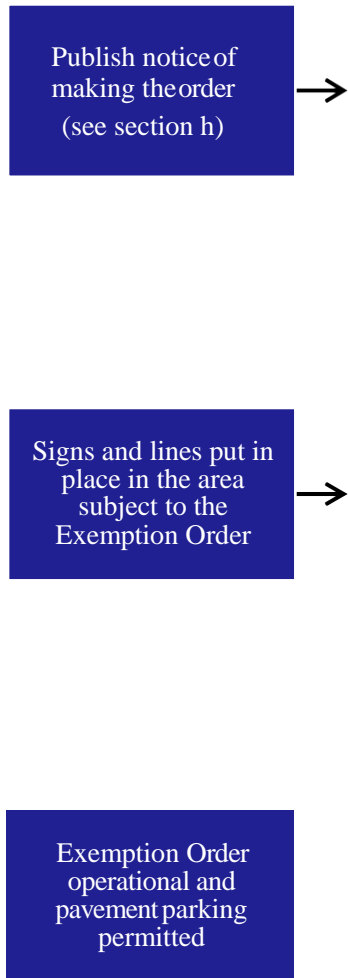 Publish notice of
making the order
(see section h)
Signs and lines put in
place in the area
subject to the
Exemption Order
Exemption Order
operational and
pavement parking
permitted